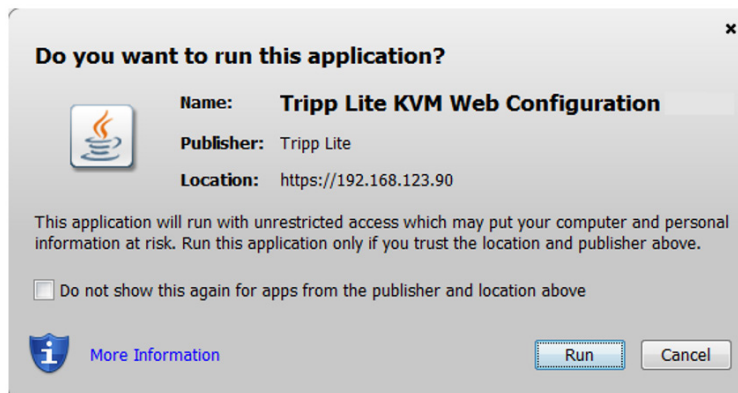 Do you want to run this application?
Name: Tripp Lite KVM Web Configuration
Publisher: Tripp Lite
Location: https://192.168.123.90
This application will run with unrestricted access which may put your computer and personal
information at risk. Run this application only if you trust the location and publisher above.
Do not show this again for apps from the publisher and location above
More Information
Run Cancel